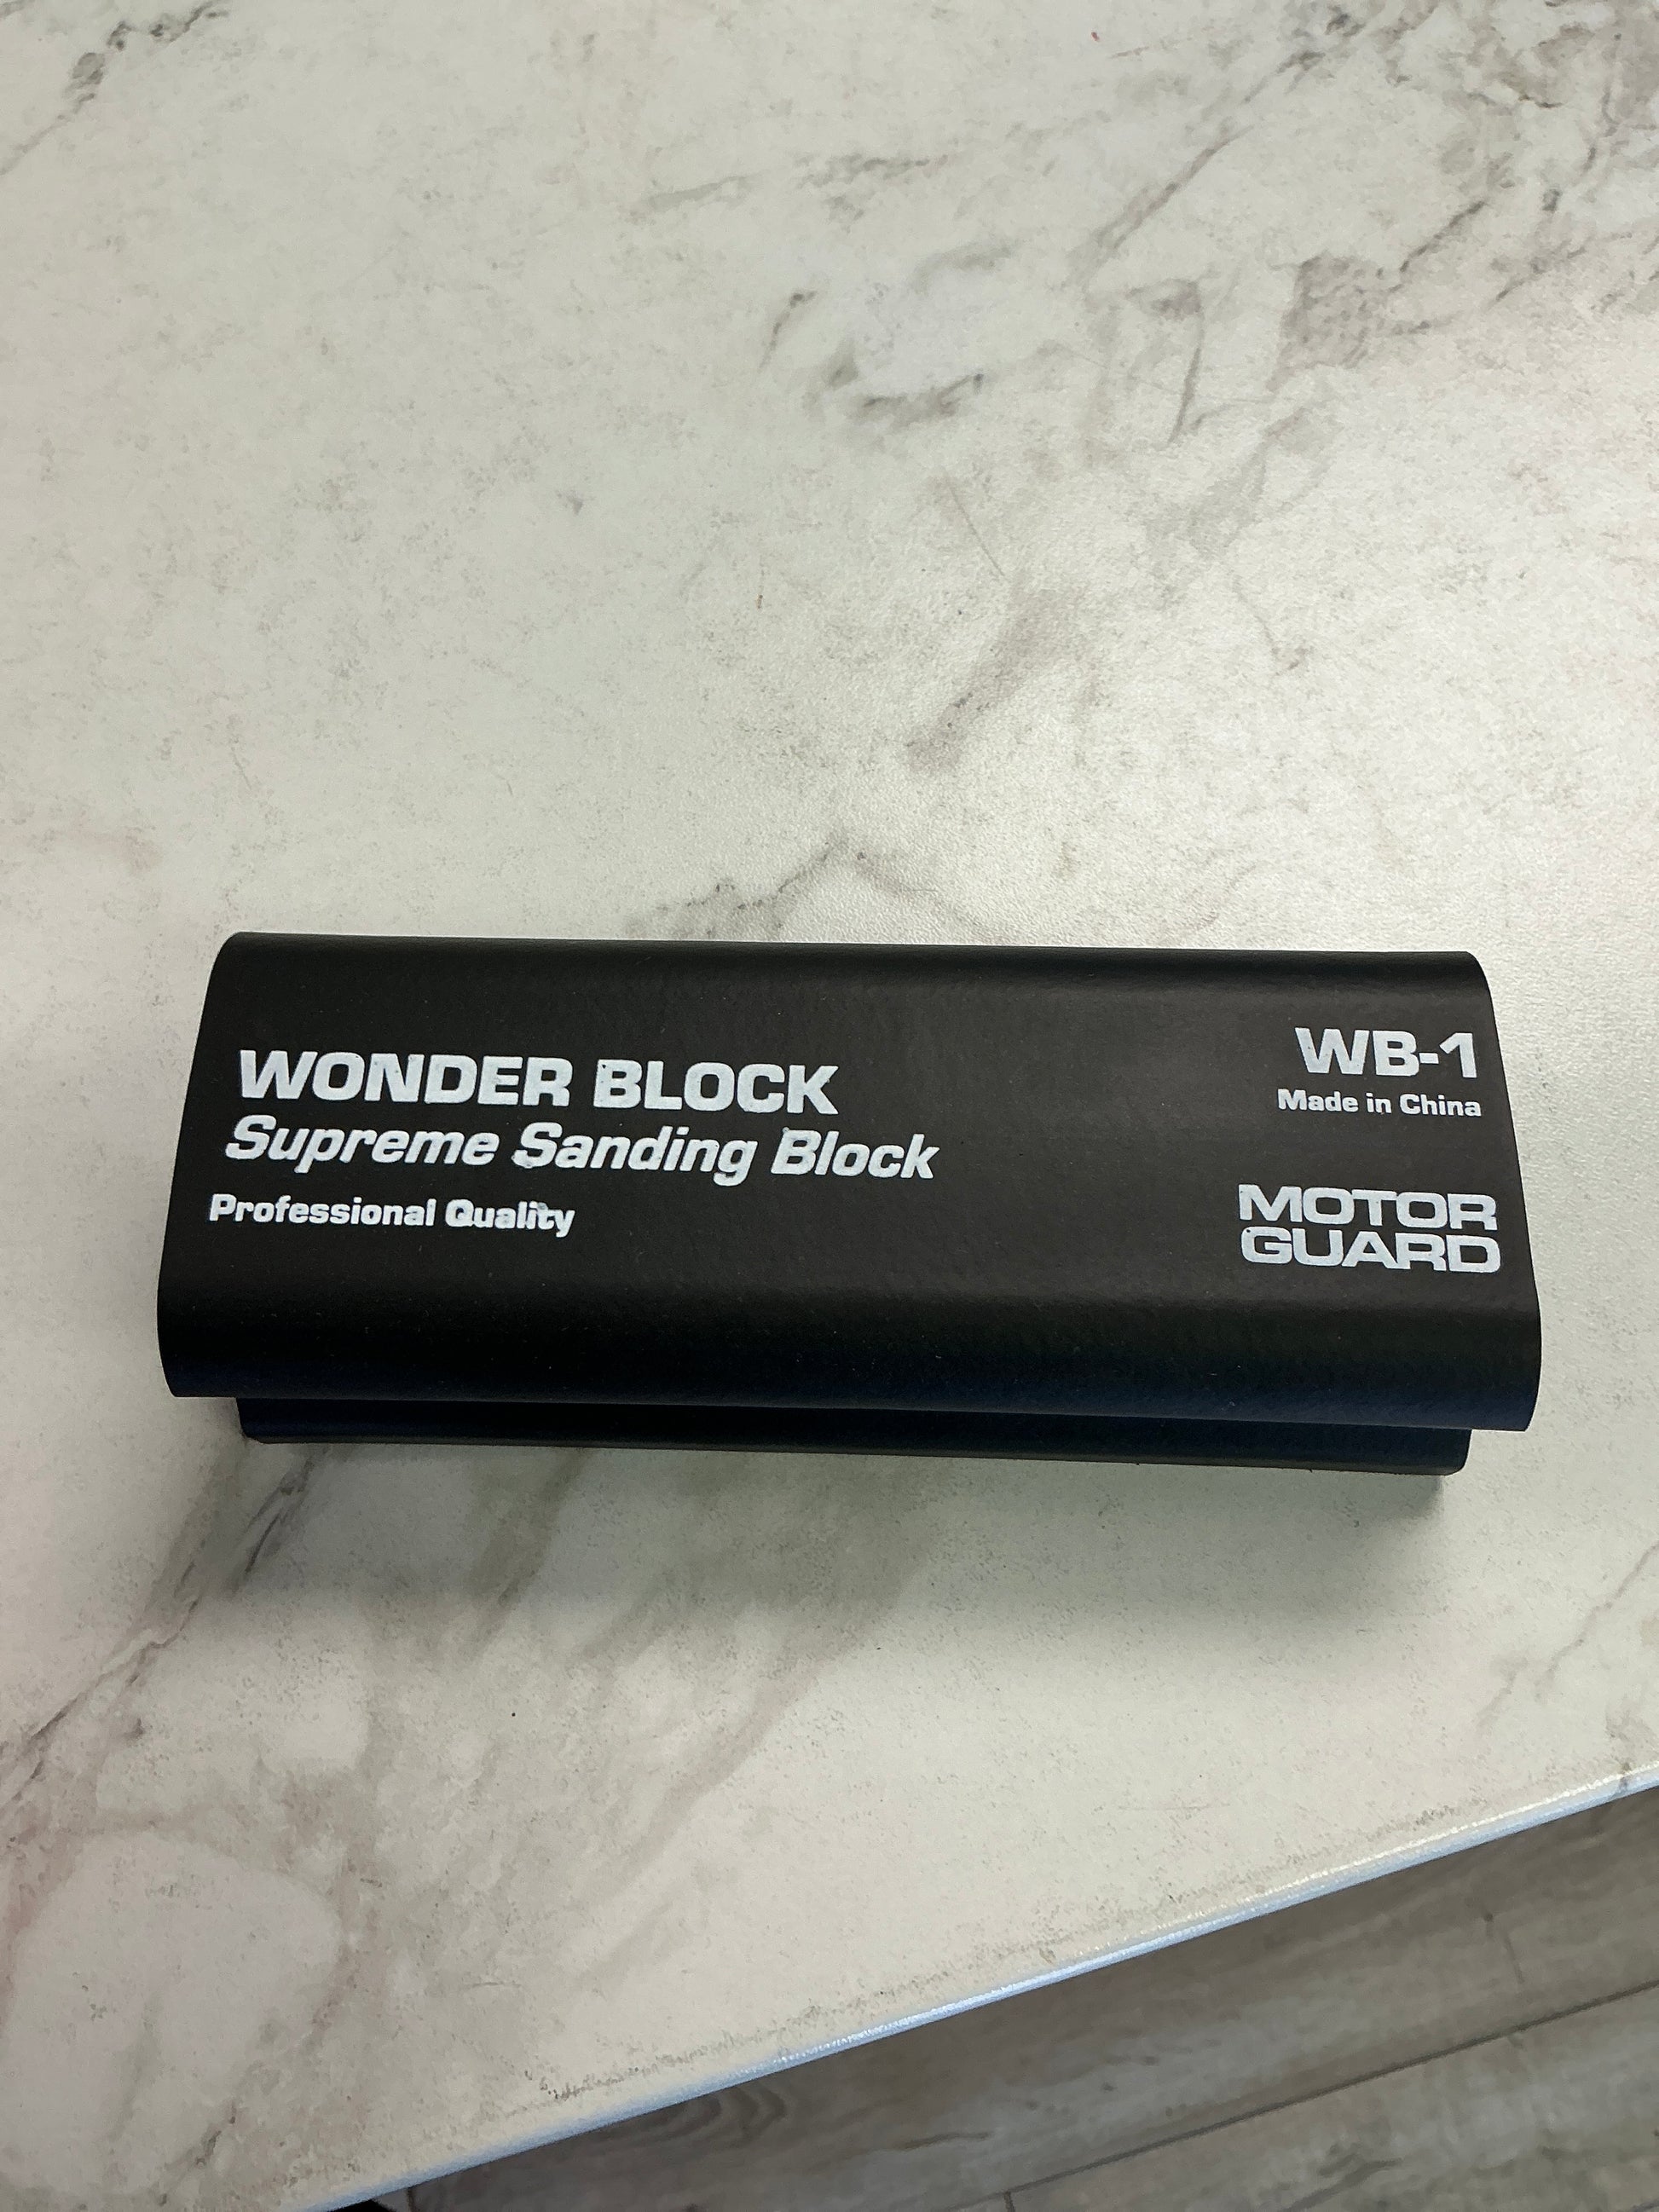 WONDER BLOCK
Supreme Sanding Block
Professional Quality
WB-1
Made in China
MOTOR
GUARD